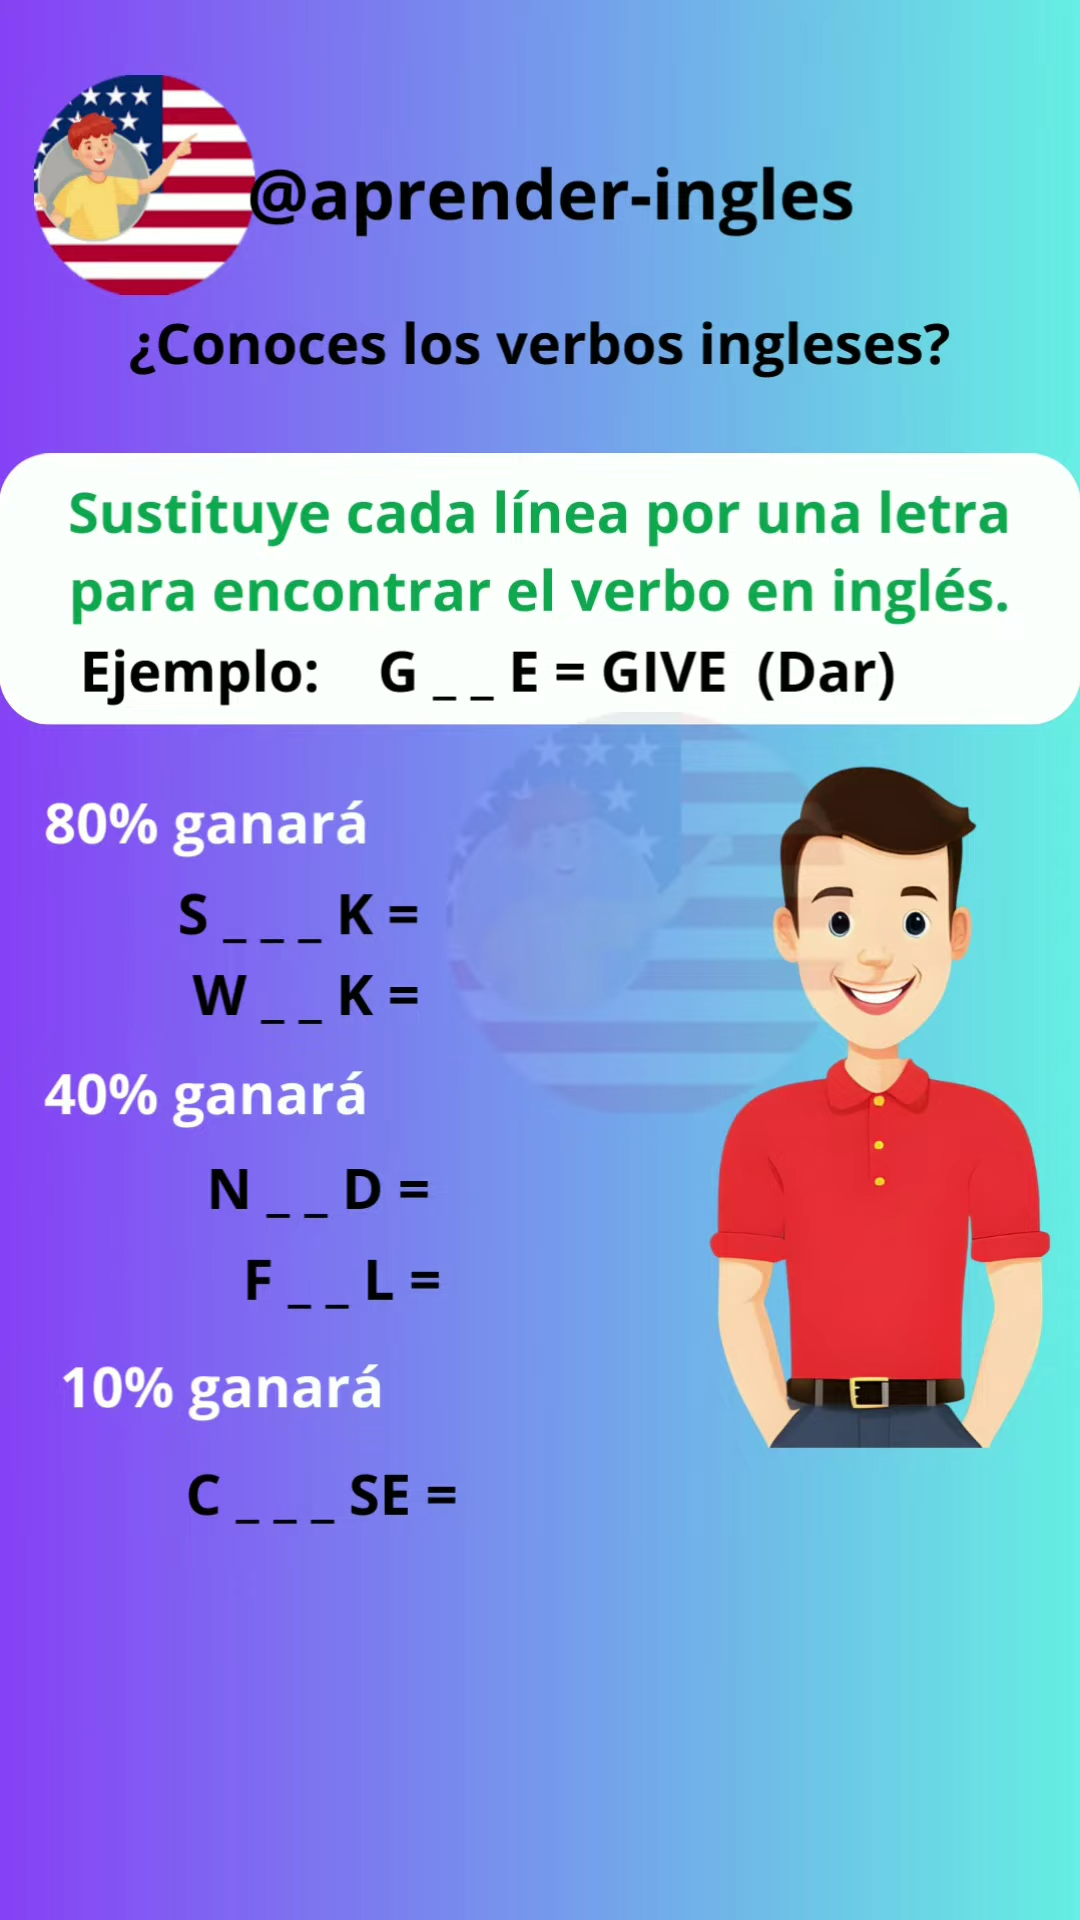 @aprender-ingles
¿Conoces los verbos ingleses?
Sustituye cada línea por una letra
para encontrar el verbo en inglés.
Ejemplo: G _ _ E = GIVE (Dar)
80% ganará
S _ _ _ K =
W _ _ K =
40% ganará
N _ _ D =
F _ _ L =
10% ganará
C _ _ _ SE =